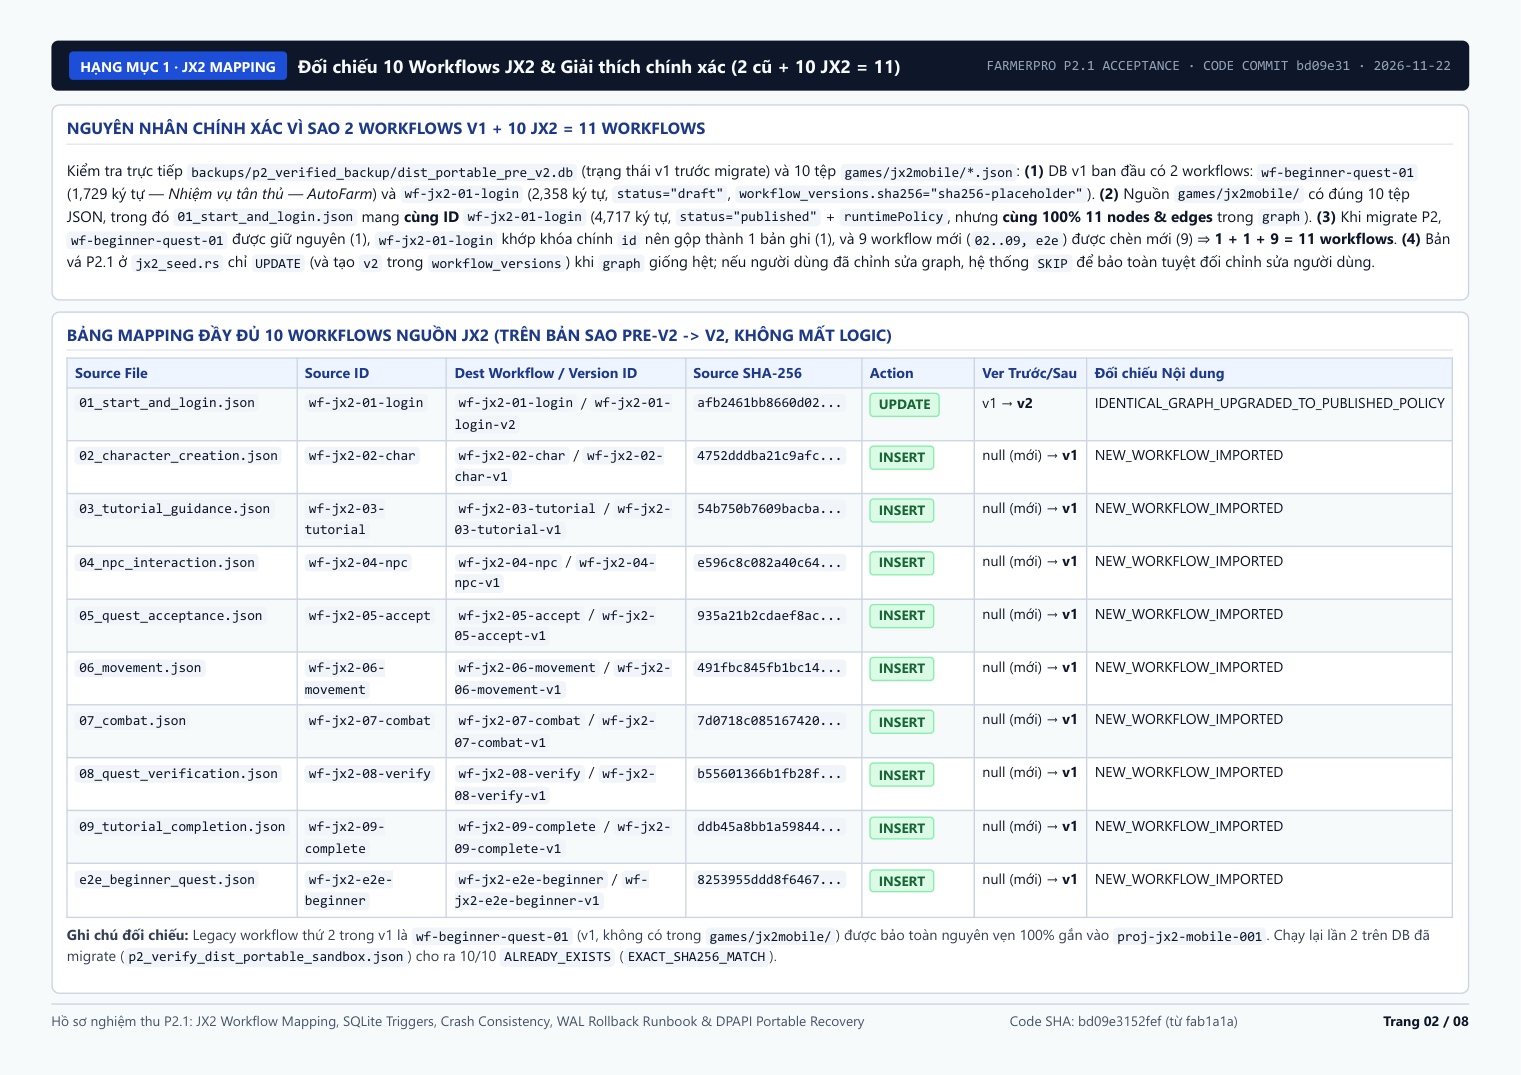 HẠNG MỤC 1 · JX2 MAPPING Đối chiếu 10 Workflows JX2 & Giải thích chính xác (2 cũ + 10 JX2 = 11) FARMERPRO P2.1 ACCEPTANCE · CODE COMMIT bd09e31 · 2026-11-22
NGUYÊN NHÂN CHÍNH XÁC VÌ SAO 2 WORKFLOWS V1 + 10 JX2 = 11 WORKFLOWS
Kiểm tra trực tiếp backups/p2_verified_backup/dist_portable_pre_v2.db (trạng thái v1 trước migrate) và 10 tệp games/jx2mobile/*.json: (1) DB v1 ban đầu có 2 workflows: wf-beginner-quest-01
(1,729 ký tự — Nhiệm vụ tân thủ — AutoFarm) và wf-jx2-01-login (2,358 ký tự, status="draft", workflow_versions.sha256="sha256-placeholder"). (2) Nguồn games/jx2mobile/ có đúng 10 tệp
JSON, trong đó 01_start_and_login.json mang cùng ID wf-jx2-01-login (4,717 ký tự, status="published" + runtimePolicy, nhưng cùng 100% 11 nodes & edges trong graph). (3) Khi migrate P2,
wf-beginner-quest-01 được giữ nguyên (1), wf-jx2-01-login khớp khóa chính id nên gộp thành 1 bản ghi (1), và 9 workflow mới (02..09, e2e) được chèn mới (9) ⇒ 1 + 1 + 9 = 11 workflows. (4) Bản
vá P2.1 ở jx2_seed.rs chỉ UPDATE (và tạo v2 trong workflow_versions) khi graph giống hệt; nếu người dùng đã chỉnh sửa graph, hệ thống SKIP để bảo toàn tuyệt đối chỉnh sửa người dùng.
BẢNG MAPPING ĐẦY ĐỦ 10 WORKFLOWS NGUỒN JX2 (TRÊN BẢN SAO PRE-V2 -> V2, KHÔNG MẤT LOGIC)
Source File Source ID Dest Workflow / Version ID Source SHA-256 Action Ver Trước/Sau Đối chiếu Nội dung
01_start_and_login.json wf-jx2-01-login wf-jx2-01-login / wf-jx2-01- afb2461bb8660d02... UPDATE v1 → v2 IDENTICAL_GRAPH_UPGRADED_TO_PUBLISHED_POLICY
login-v2
02_character_creation.json wf-jx2-02-char wf-jx2-02-char / wf-jx2-02- 4752dddba21c9afc... INSERT null (mới) → v1 NEW_WORKFLOW_IMPORTED
char-v1
03_tutorial_guidance.json wf-jx2-03- wf-jx2-03-tutorial / wf-jx2- 54b750b7609bacba... INSERT null (mới) → v1 NEW_WORKFLOW_IMPORTED
tutorial 03-tutorial-v1
04_npc_interaction.json wf-jx2-04-npc wf-jx2-04-npc / wf-jx2-04- e596c8c082a40c64... INSERT null (mới) → v1 NEW_WORKFLOW_IMPORTED
npc-v1
05_quest_acceptance.json wf-jx2-05-accept wf-jx2-05-accept / wf-jx2- 935a21b2cdaef8ac... INSERT null (mới) → v1 NEW_WORKFLOW_IMPORTED
05-accept-v1
06_movement.json wf-jx2-06- wf-jx2-06-movement / wf-jx2- 491fbc845fb1bc14... INSERT null (mới) → v1 NEW_WORKFLOW_IMPORTED
movement 06-movement-v1
07_combat.json wf-jx2-07-combat wf-jx2-07-combat / wf-jx2- 7d0718c085167420... INSERT null (mới) → v1 NEW_WORKFLOW_IMPORTED
07-combat-v1
08_quest_verification.json wf-jx2-08-verify wf-jx2-08-verify / wf-jx2- b55601366b1fb28f... INSERT null (mới) → v1 NEW_WORKFLOW_IMPORTED
08-verify-v1
09_tutorial_completion.json wf-jx2-09- wf-jx2-09-complete / wf-jx2- ddb45a8bb1a59844... INSERT null (mới) → v1 NEW_WORKFLOW_IMPORTED
complete 09-complete-v1
e2e_beginner_quest.json wf-jx2-e2e- wf-jx2-e2e-beginner / wf- 8253955ddd8f6467... INSERT null (mới) → v1 NEW_WORKFLOW_IMPORTED
beginner jx2-e2e-beginner-v1
Ghi chú đối chiếu: Legacy workflow thứ 2 trong v1 là wf-beginner-quest-01 (v1, không có trong games/jx2mobile/) được bảo toàn nguyên vẹn 100% gắn vào proj-jx2-mobile-001. Chạy lại lần 2 trên DB đã
migrate (p2_verify_dist_portable_sandbox.json) cho ra 10/10 ALREADY_EXISTS (EXACT_SHA256_MATCH).
Hồ sơ nghiệm thu P2.1: JX2 Workflow Mapping, SQLite Triggers, Crash Consistency, WAL Rollback Runbook & DPAPI Portable Recovery Code SHA: bd09e3152fef (từ fab1a1a) Trang 02 / 08